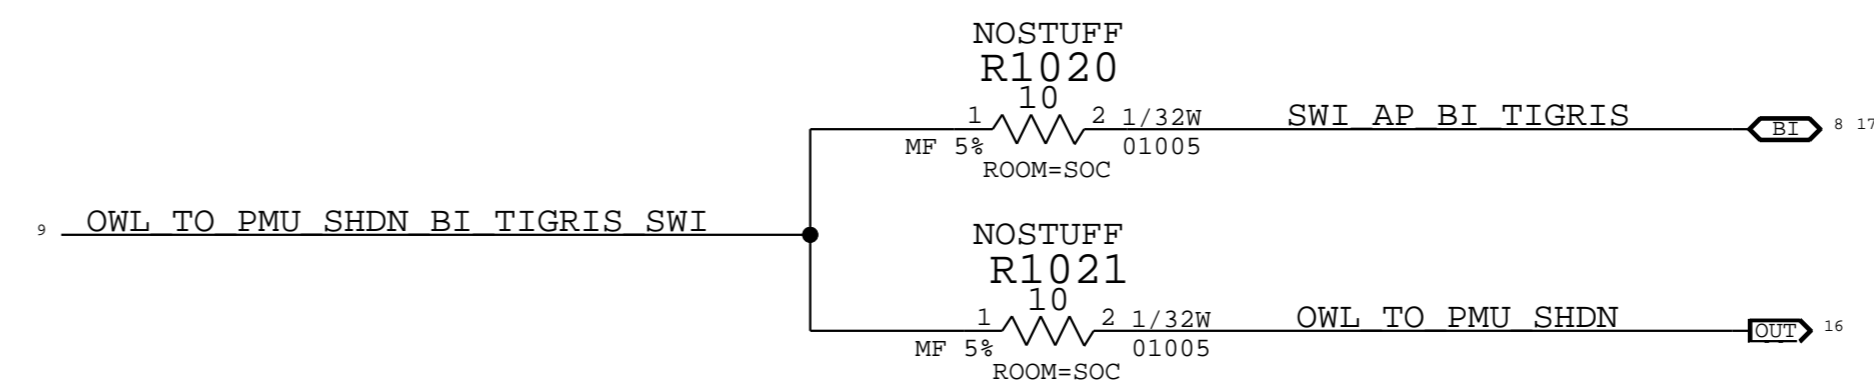 NOSTUFF
R1020
10
1 2 1/32W
SWI_AP_BI_TIGRIS
BI 8 17
MF 5% 01005
ROOM=SOC
9 OWL_TO_PMU_SHDN_BI_TIGRIS_SWI
NOSTUFF
R1021
10
1 2 1/32W
OWL_TO_PMU_SHDN
OUT 16
MF 5% 01005
ROOM=SOC